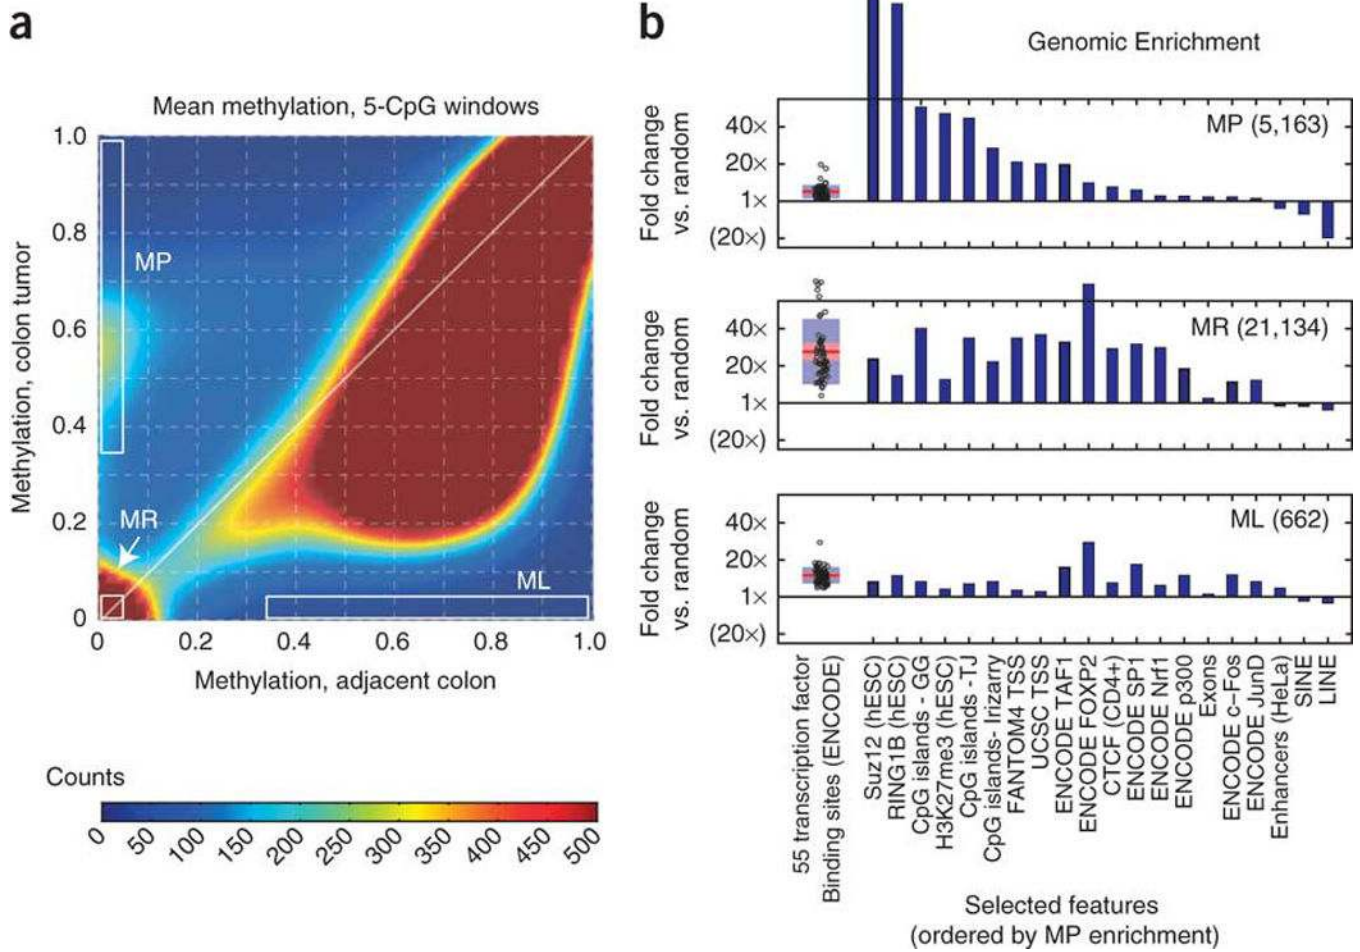 a
Mean methylation, 5-CpG windows
1.0
0.8
0.6
0.4
0.2
0
Methylation, colon tumor
MP
MR
ML
0 0.2 0.4 0.6 0.8 1.0
Methylation, adjacent colon
Counts
0 50 100 150 200 250 300 350 400 450 500
b
Genomic Enrichment
Fold change
vs. random
40×
20×
1×
(20×)
MP (5,163)
Fold change
vs. random
40×
20×
1×
(20×)
MR (21,134)
Fold change
vs. random
40×
20×
1×
(20×)
ML (662)
55 transcription factor
Binding sites (ENCODE)
Suz12 (hESC)
RING1B (hESC)
CpG islands - GG
H3K27me3 (hESC)
CpG islands -TJ
CpG islands- Irizarry
FANTOM4 TSS
UCSC TSS
ENCODE TAF1
ENCODE FOXP2
CTCF (CD4+)
ENCODE SP1
ENCODE Nrf1
ENCODE p300
Exons
ENCODE c–Fos
ENCODE JunD
Enhancers (HeLa)
SINE
LINE
Selected features
(ordered by MP enrichment)